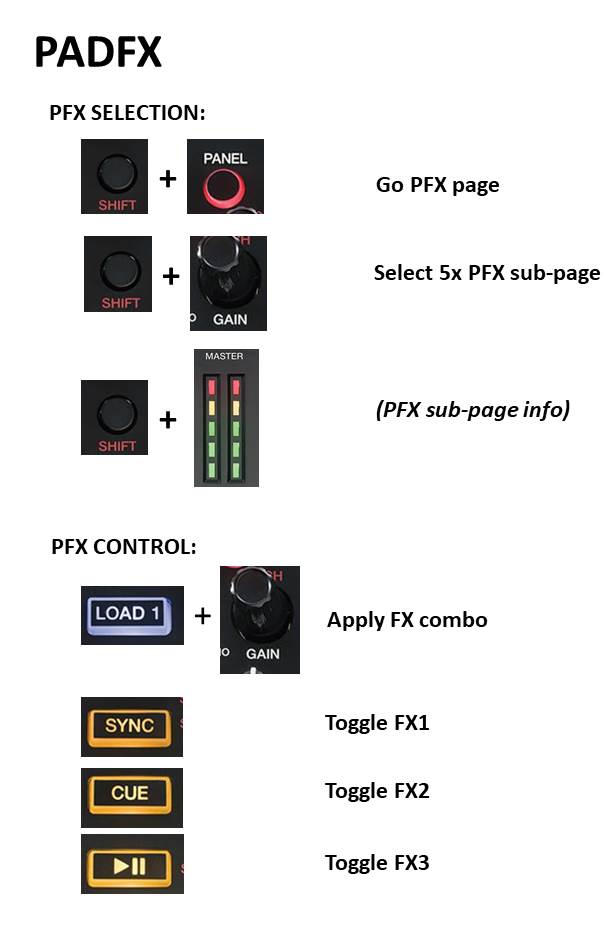 PADFX
PFX SELECTION:
SHIFT + PANEL Go PFX page
SHIFT + GAIN Select 5x PFX sub-page
SHIFT + MASTER (PFX sub-page info)
PFX CONTROL:
LOAD 1 + GAIN Apply FX combo
SYNC Toggle FX1
CUE Toggle FX2
Toggle FX3